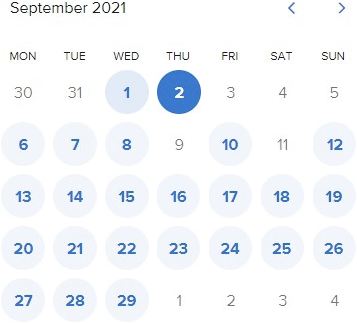 September 2021
MON TUE WED THU FRI SAT SUN
30 31 1 2 3 4 5
6 7 8 9 10 11 12
13 14 15 16 17 18 19
20 21 22 23 24 25 26
27 28 29 1 2 3 4